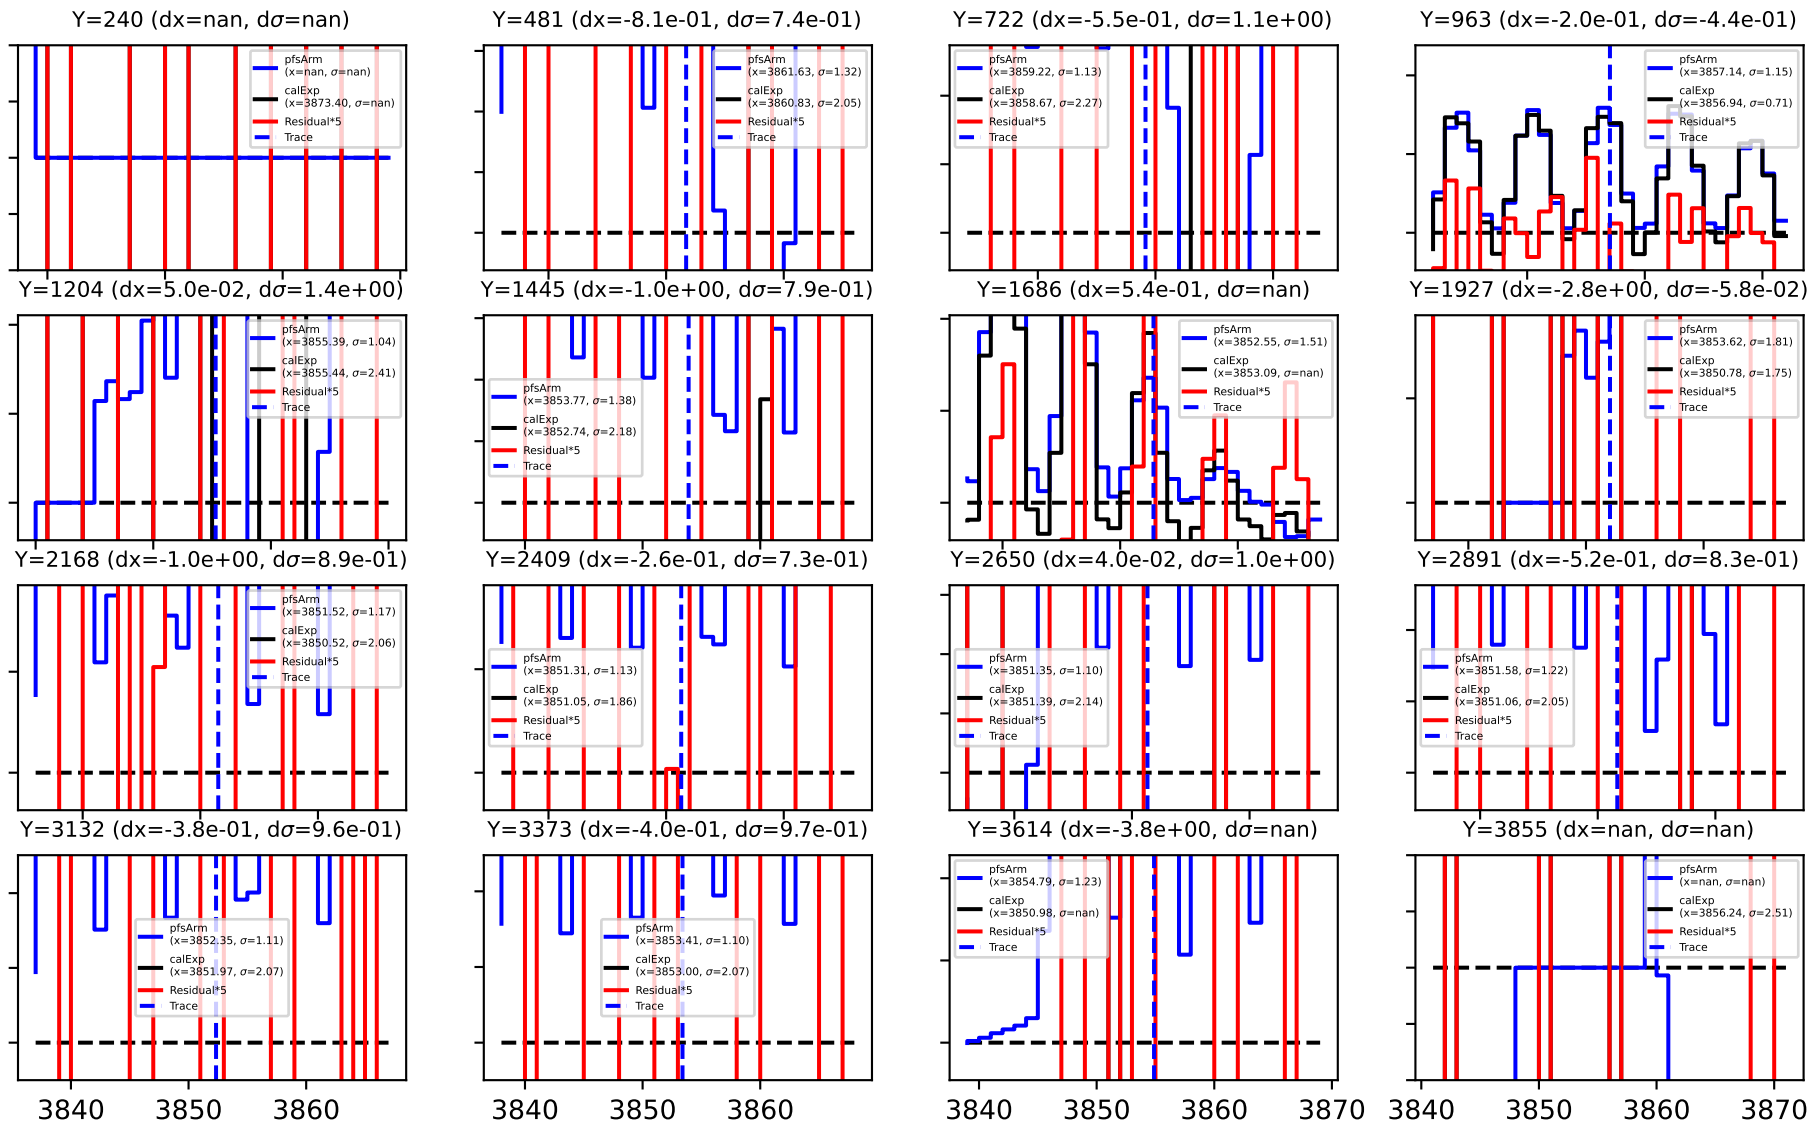 Y=240 (dx=nan, dσ=nan)
pfsArm
(x=nan, σ=nan)
calExp
(x=3873.40, σ=nan)
Residual*5
Trace
Y=481 (dx=-8.1e-01, dσ=7.4e-01)
pfsArm
(x=3861.63, σ=1.32)
calExp
(x=3860.83, σ=2.05)
Residual*5
Trace
Y=722 (dx=-5.5e-01, dσ=1.1e+00)
pfsArm
(x=3859.22, σ=1.13)
calExp
(x=3858.67, σ=2.27)
Residual*5
Trace
Y=963 (dx=-2.0e-01, dσ=-4.4e-01)
pfsArm
(x=3857.14, σ=1.15)
calExp
(x=3856.94, σ=0.71)
Residual*5
Trace
Y=1204 (dx=5.0e-02, dσ=1.4e+00)
pfsArm
(x=3855.39, σ=1.04)
calExp
(x=3855.44, σ=2.41)
Residual*5
Trace
Y=1445 (dx=-1.0e+00, dσ=7.9e-01)
pfsArm
(x=3853.77, σ=1.38)
calExp
(x=3852.74, σ=2.18)
Residual*5
Trace
Y=1686 (dx=5.4e-01, dσ=nan)
pfsArm
(x=3852.55, σ=1.51)
calExp
(x=3853.09, σ=nan)
Residual*5
Trace
Y=1927 (dx=-2.8e+00, dσ=-5.8e-02)
pfsArm
(x=3853.62, σ=1.81)
calExp
(x=3850.78, σ=1.75)
Residual*5
Trace
Y=2168 (dx=-1.0e+00, dσ=8.9e-01)
pfsArm
(x=3851.52, σ=1.17)
calExp
(x=3850.52, σ=2.06)
Residual*5
Trace
Y=2409 (dx=-2.6e-01, dσ=7.3e-01)
pfsArm
(x=3851.31, σ=1.13)
calExp
(x=3851.05, σ=1.86)
Residual*5
Trace
Y=2650 (dx=4.0e-02, dσ=1.0e+00)
pfsArm
(x=3851.35, σ=1.10)
calExp
(x=3851.39, σ=2.14)
Residual*5
Trace
Y=2891 (dx=-5.2e-01, dσ=8.3e-01)
pfsArm
(x=3851.58, σ=1.22)
calExp
(x=3851.06, σ=2.05)
Residual*5
Trace
Y=3132 (dx=-3.8e-01, dσ=9.6e-01)
pfsArm
(x=3852.35, σ=1.11)
calExp
(x=3851.97, σ=2.07)
Residual*5
Trace
3840 3850 3860
Y=3373 (dx=-4.0e-01, dσ=9.7e-01)
pfsArm
(x=3853.41, σ=1.10)
calExp
(x=3853.00, σ=2.07)
Residual*5
Trace
3840 3850 3860
Y=3614 (dx=-3.8e+00, dσ=nan)
pfsArm
(x=3854.79, σ=1.23)
calExp
(x=3850.98, σ=nan)
Residual*5
Trace
3840 3850 3860 3870
Y=3855 (dx=nan, dσ=nan)
pfsArm
(x=nan, σ=nan)
calExp
(x=3856.24, σ=2.51)
Residual*5
Trace
3840 3850 3860 3870